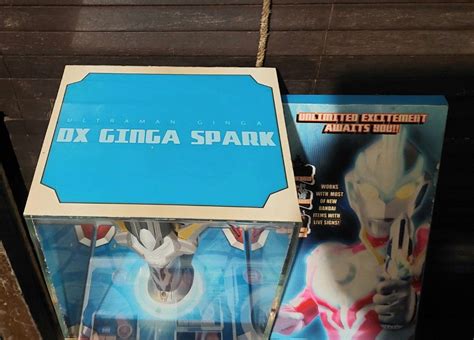 ULTRAMAN GINGA
DX GINGA SPARK
UNLIMITED EXCITEMENT
AWAITS YOU!!
WORKS
WITH MOST
OF NEW
BANDAI
ITEMS WITH
LIVE SIGNS!